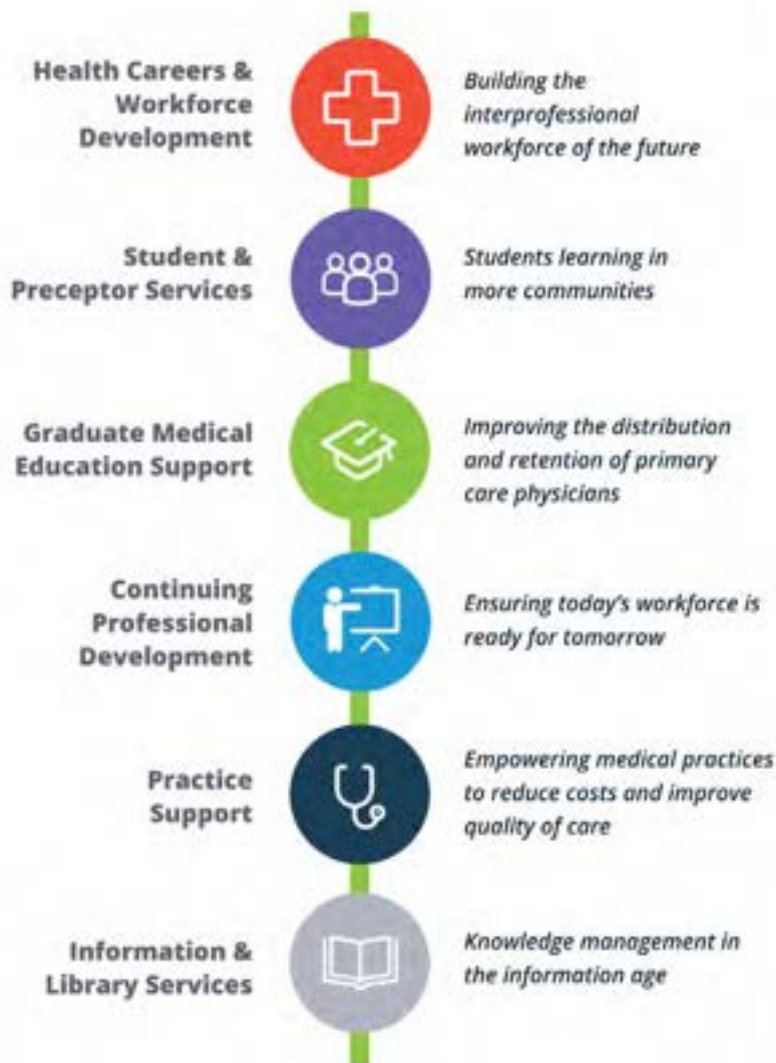 Health Careers &
Workforce
Development
Building the
interprofessional
workforce of the future
Student &
Preceptor Services
Students learning in
more communities
Graduate Medical
Education Support
Improving the distribution
and retention of primary
care physicians
Continuing
Professional
Development
Ensuring today's workforce is
ready for tomorrow
Practice
Support
Empowering medical practices
to reduce costs and improve
quality of care
Information &
Library Services
Knowledge management in
the information age